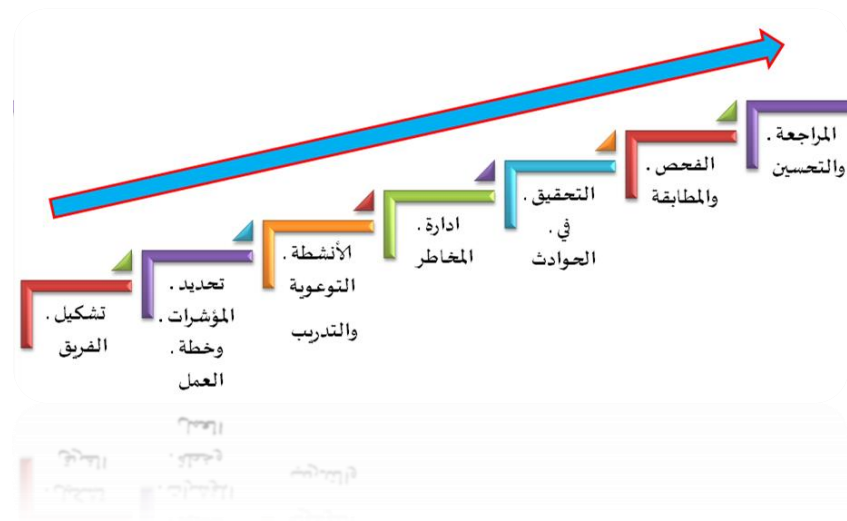 تشكيل .
الفريق
تحديد .
المؤشرات .
وخطة .
العمل
الأنشطة .
التوعوية
والتدريب
ادارة .
المخاطر
التحقيق .
في .
الحوادث
الفحص .
والمطابقة
المراجعة .
والتحسين